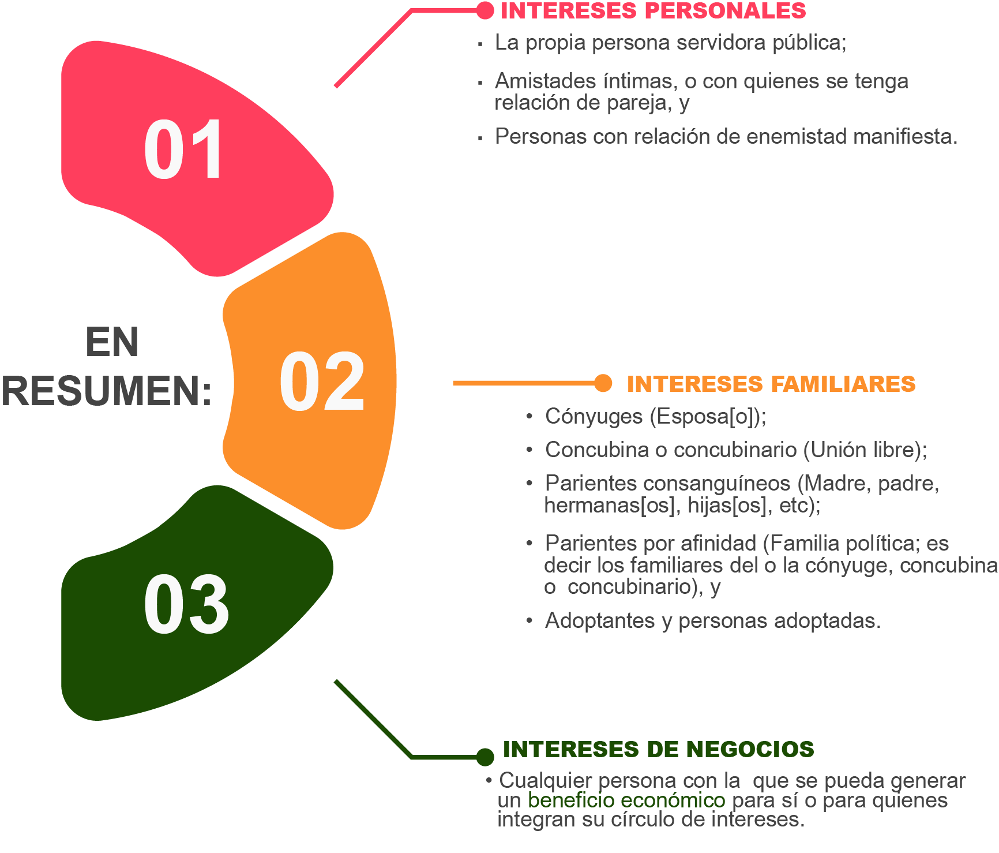 INTERESES PERSONALES
▪ La propia persona servidora pública;
▪ Amistades íntimas, o con quienes se tenga
relación de pareja, y
▪ Personas con relación de enemistad manifiesta.
01
EN
RESUMEN:
02
INTERESES FAMILIARES
• Cónyuges (Esposa[o]);
• Concubina o concubinario (Unión libre);
• Parientes consanguíneos (Madre, padre,
hermanas[os], hijas[os], etc);
• Parientes por afinidad (Familia política; es
decir los familiares del o la cónyuge, concubina
o concubinario), y
• Adoptantes y personas adoptadas.
03
INTERESES DE NEGOCIOS
• Cualquier persona con la que se pueda generar
un beneficio económico para sí o para quienes
integran su círculo de intereses.